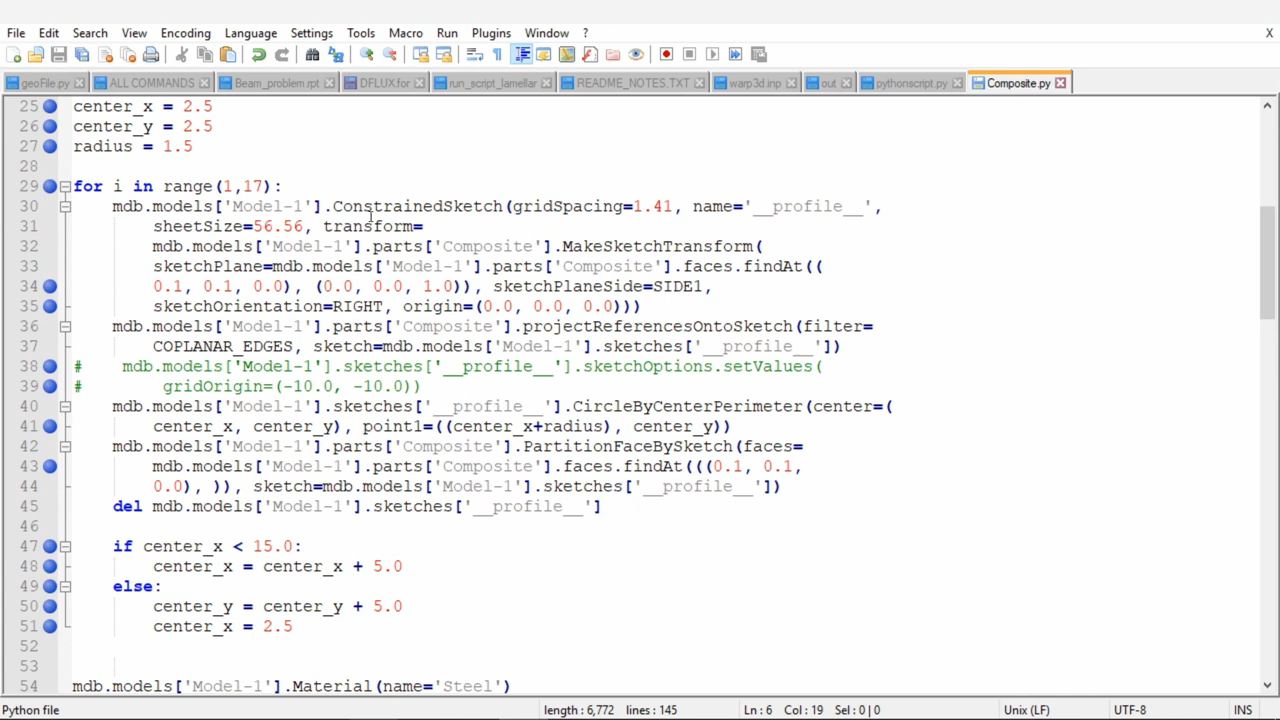 File Edit Search View Encoding Language Settings Tools Macro Run Plugins Window ? X
geoFile.py ALL COMMANDS Beam_problem.rpt DFLUX.for run_script_lamellar README_NOTES.TXT warp3d.inp out pythonscript.py Composite.py
25 center_x = 2.5
26 center_y = 2.5
27 radius = 1.5
28
29 for i in range(1,17):
30 mdb.models['Model-1'].ConstrainedSketch(gridSpacing=1.41, name='__profile__',
31 sheetSize=56.56, transform=
32 mdb.models['Model-1'].parts['Composite'].MakeSketchTransform(
33 sketchPlane=mdb.models['Model-1'].parts['Composite'].faces.findAt((
34 0.1, 0.1, 0.0), (0.0, 0.0, 1.0)), sketchPlaneSide=SIDE1,
35 sketchOrientation=RIGHT, origin=(0.0, 0.0, 0.0)))
36 mdb.models['Model-1'].parts['Composite'].projectReferencesOntoSketch(filter=
37 COPLANAR_EDGES, sketch=mdb.models['Model-1'].sketches['__profile__'])
38 # mdb.models['Model-1'].sketches['__profile__'].sketchOptions.setValues(
39 # gridOrigin=(-10.0, -10.0))
40 mdb.models['Model-1'].sketches['__profile__'].CircleByCenterPerimeter(center=(
41 center_x, center_y), point1=((center_x+radius), center_y))
42 mdb.models['Model-1'].parts['Composite'].PartitionFaceBySketch(faces=
43 mdb.models['Model-1'].parts['Composite'].faces.findAt(((0.1, 0.1,
44 0.0), )), sketch=mdb.models['Model-1'].sketches['__profile__'])
45 del mdb.models['Model-1'].sketches['__profile__']
46
47 if center_x < 15.0:
48 center_x = center_x + 5.0
49 else:
50 center_y = center_y + 5.0
51 center_x = 2.5
52
53
54 mdb.models['Model-1'].Material(name='Steel')
Python file length : 6,772 lines : 145 Ln : 6 Col : 19 Sel : 0 | 0 Unix (LF) UTF-8 INS